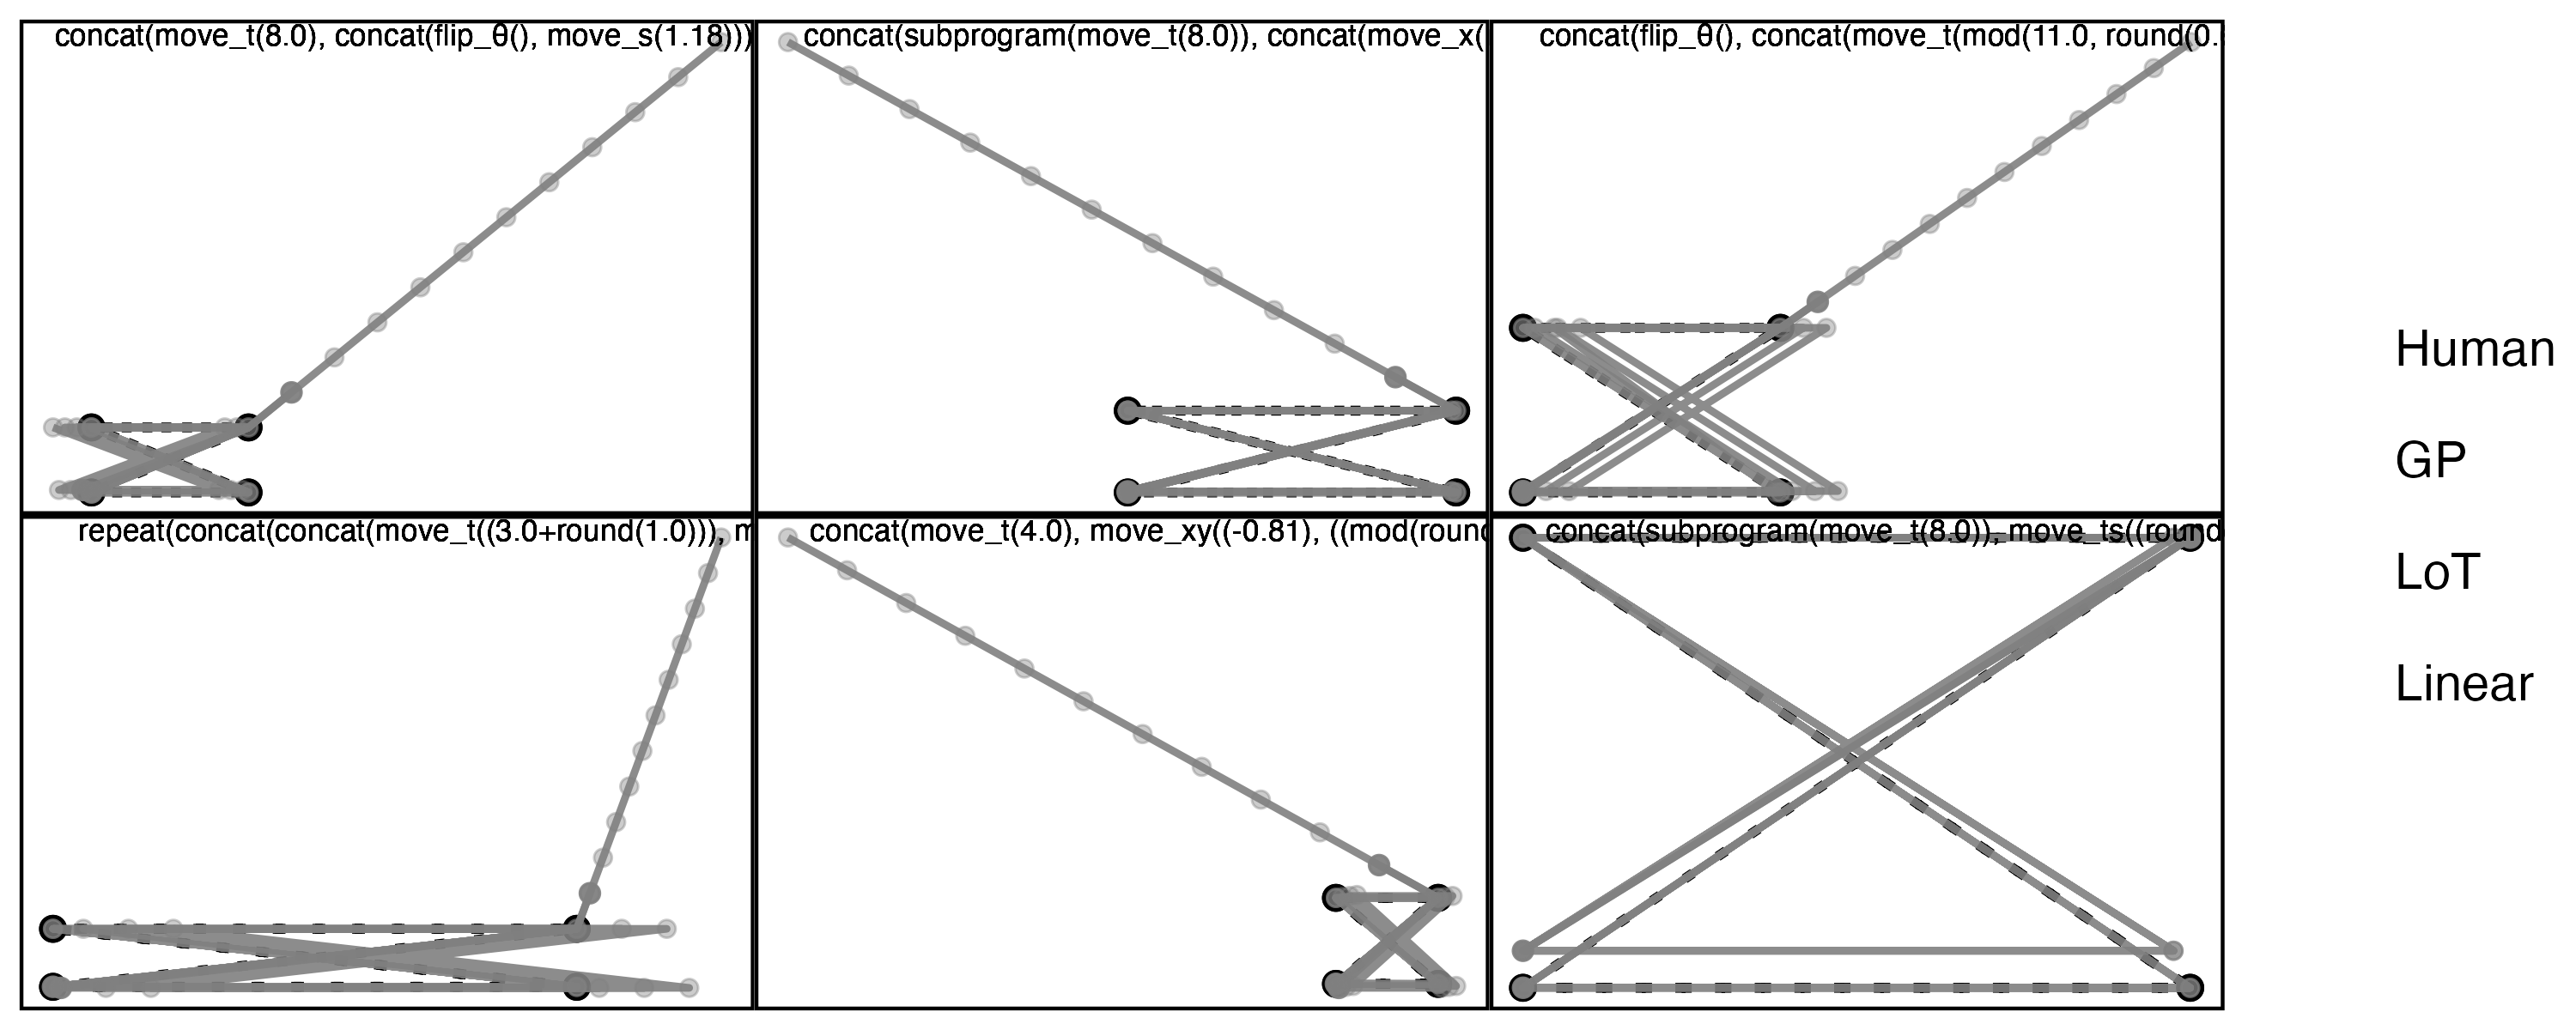 concat(move_t(8.0), concat(flip_θ(), move_s(1.18)))
concat(subprogram(move_t(8.0)), concat(move_x(
concat(flip_θ(), concat(move_t(mod(11.0, round(0.
repeat(concat(concat(move_t((3.0+round(1.0))), m
concat(move_t(4.0), move_xy((-0.81), ((mod(round
concat(subprogram(move_t(8.0)), move_ts((round
Human
GP
LoT
Linear